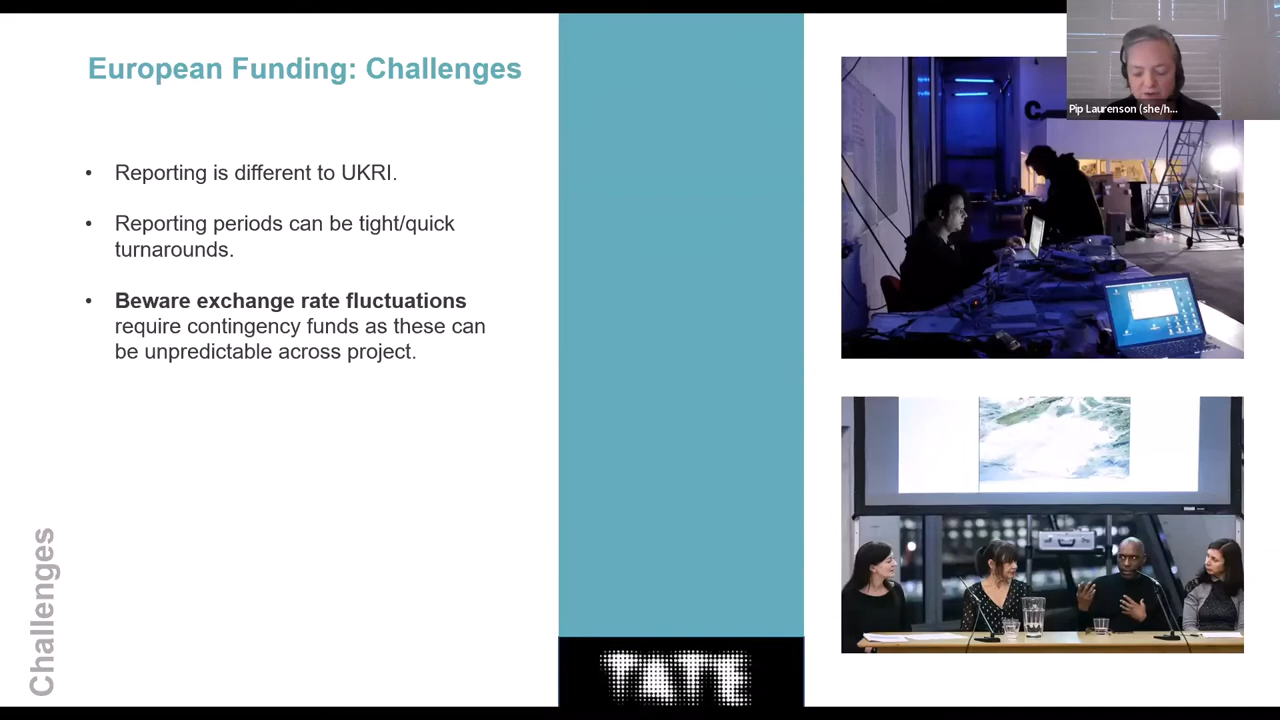 European Funding: Challenges
Pip Laurenson (she/h...
• Reporting is different to UKRI.
• Reporting periods can be tight/quick
turnarounds.
• Beware exchange rate fluctuations
require contingency funds as these can
be unpredictable across project.
Challenges
TATE